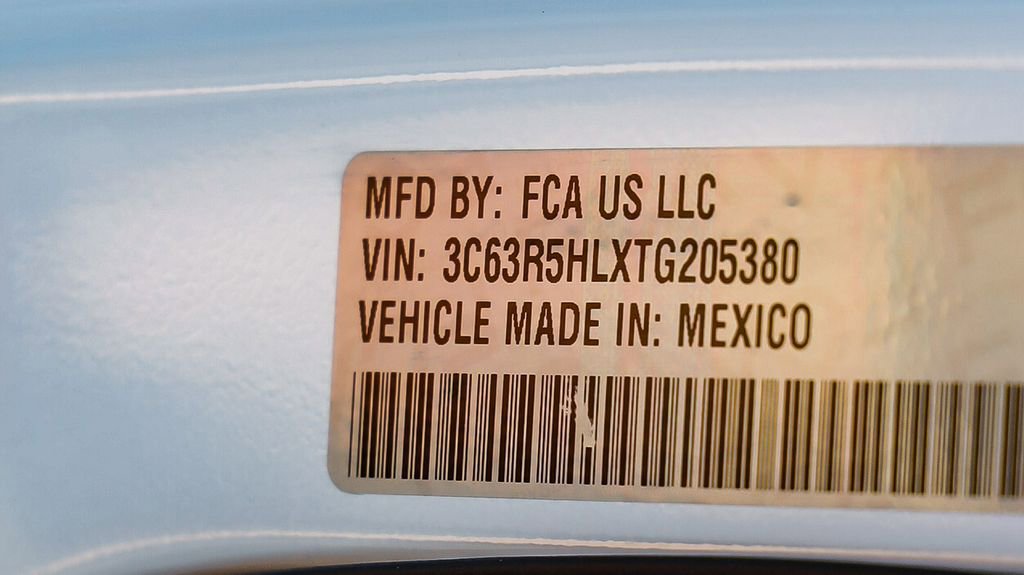 MFD BY: FCA US LLC
VIN: 3C63R5HLXTG205380
VEHICLE MADE IN: MEXICO